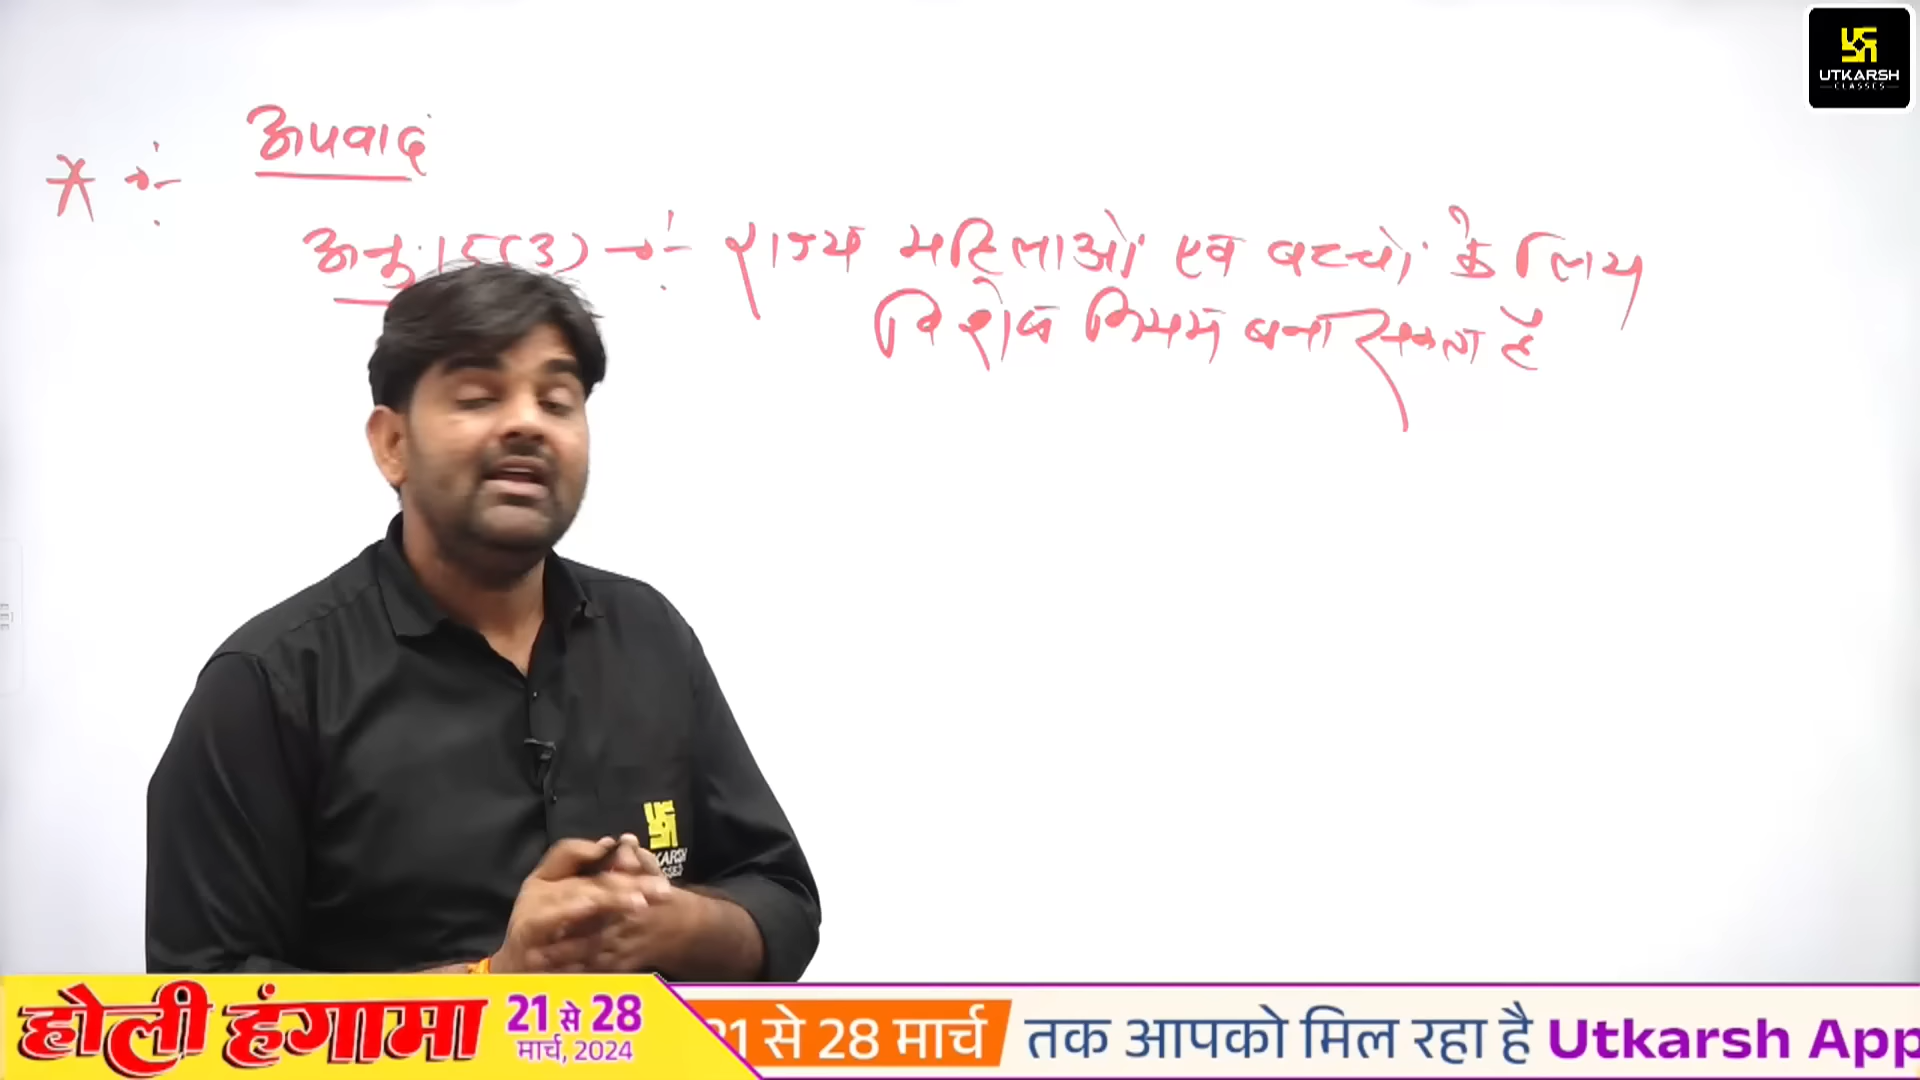 UTKARSH
CLASSES
अपवाद
* →:-
अनु. 15(3) →:- राज्य महिलाओं एवं बच्चों के लिये
विशेष नियम बना सकता है
होली हंगामा 21 से 28
मार्च, 2024
21 से 28 मार्च तक आपको मिल रहा है Utkarsh App